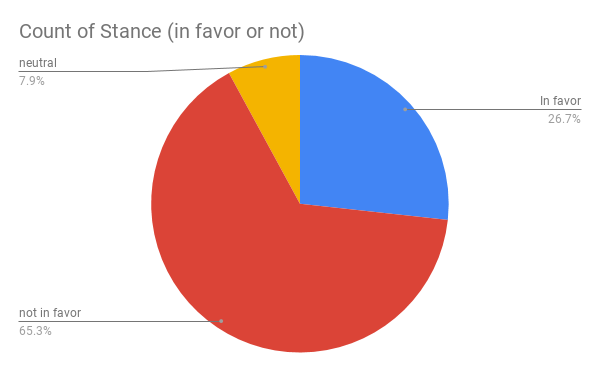 Count of Stance (in favor or not)
neutral
7.9%
In favor
26.7%
not in favor
65.3%